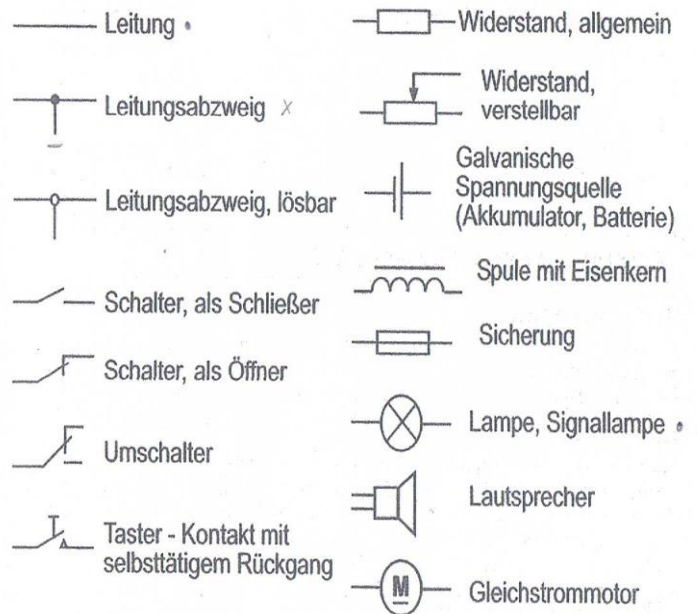 Leitung
Leitungsabzweig
Leitungsabzweig, lösbar
Schalter, als Schließer
Schalter, als Öffner
Umschalter
Taster - Kontakt mit
selbsttätigem Rückgang
Widerstand, allgemein
Widerstand,
verstellbar
Galvanische
Spannungsquelle
(Akkumulator, Batterie)
Spule mit Eisenkern
Sicherung
Lampe, Signallampe
Lautsprecher
M
Gleichstrommotor